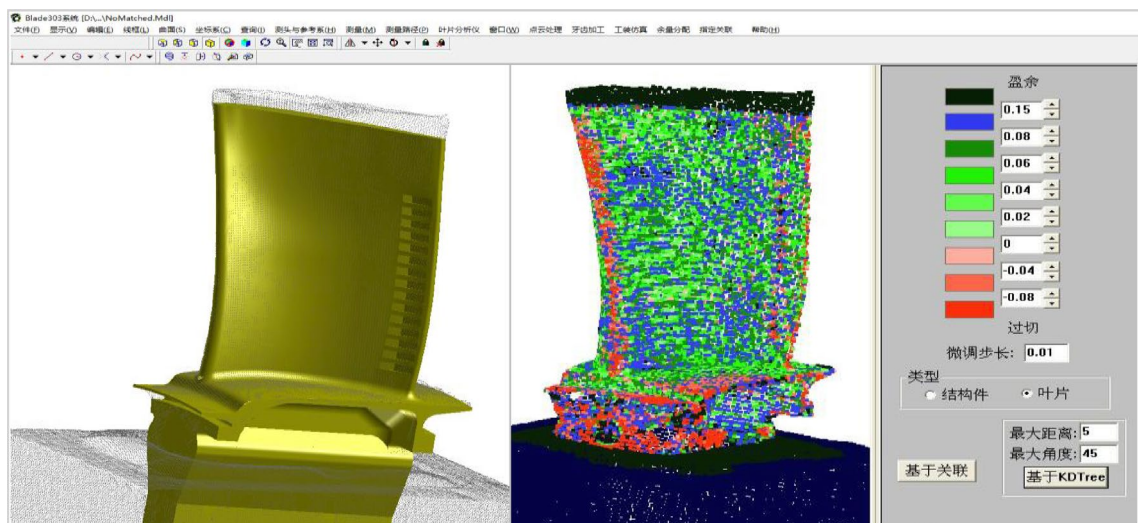 Blade303系统 [D:\...\NoMatched.Mdl]
文件(F) 显示(V) 编辑(E) 线框(L) 曲面(S) 坐标系(C) 查询(I) 测头与参考系(H) 测量(M) 测量路径(P) 叶片分析仪 窗口(W) 点云处理 牙齿加工 工装仿真 余量分配 指定关联 帮助(H)
盈余
0.15
0.08
0.06
0.04
0.02
0
-0.04
-0.08
过切
微调步长: 0.01
类型
结构件 叶片
最大距离: 5
最大角度: 45
基于关联 基于KDTree